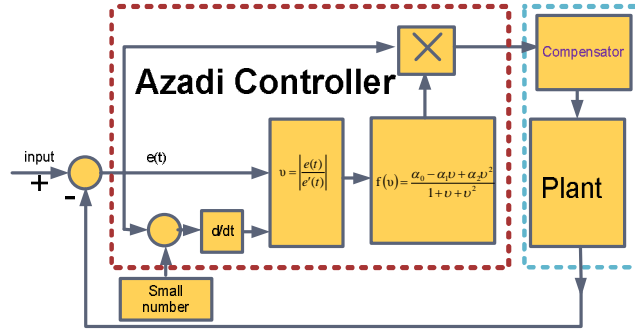 Azadi Controller
Compensator
input
+
-
e(t)
υ = |e(t)/e'(t)|
f(υ) = (α₀ − α₁υ + α₂υ²)/(1 + υ + υ²)
Plant
d/dt
Small
number